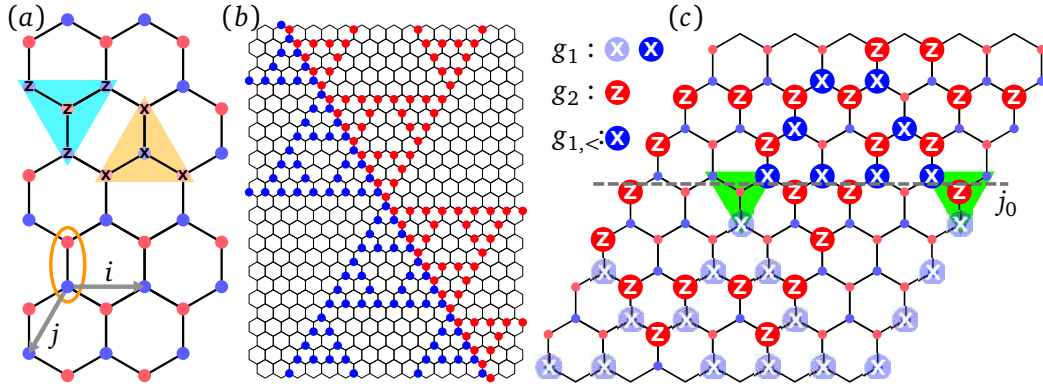 (a)
z z
z x
z x
x x
i
j
(b)
(c)
g₁ : X X
g₂ : Z
g₁,<: X
Z Z
X X
Z Z Z Z Z Z
X X
Z Z Z Z
X X X X
Z Z Z Z
j₀
X X
Z Z
X X X X
Z Z Z Z
X X X X
Z Z
X X X X X X